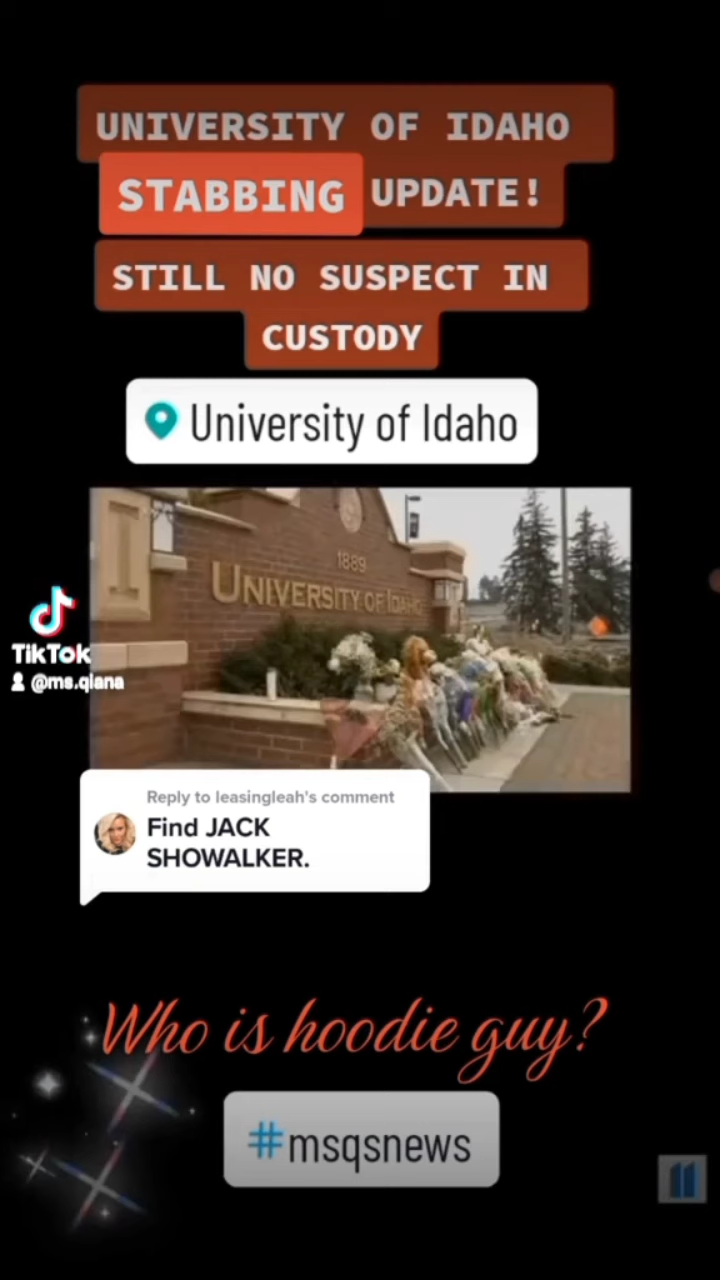 UNIVERSITY OF IDAHO
STABBING UPDATE!
STILL NO SUSPECT IN
CUSTODY
University of Idaho
1889
UNIVERSITY OF IDAHO
TikTok
@ms.qiana
Reply to leasingleah's comment
Find JACK
SHOWALKER.
Who is hoodie guy?
#msqsnews